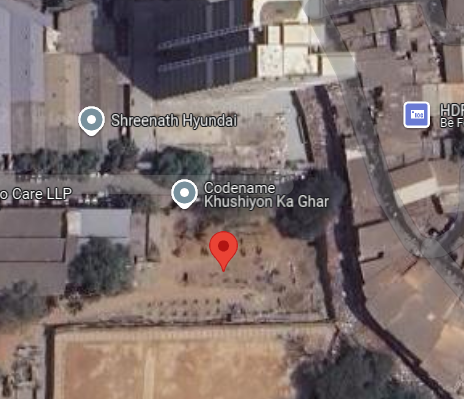 Shreenath Hyundai
HDF
Be F
o Care LLP
Codename
Khushiyon Ka Ghar